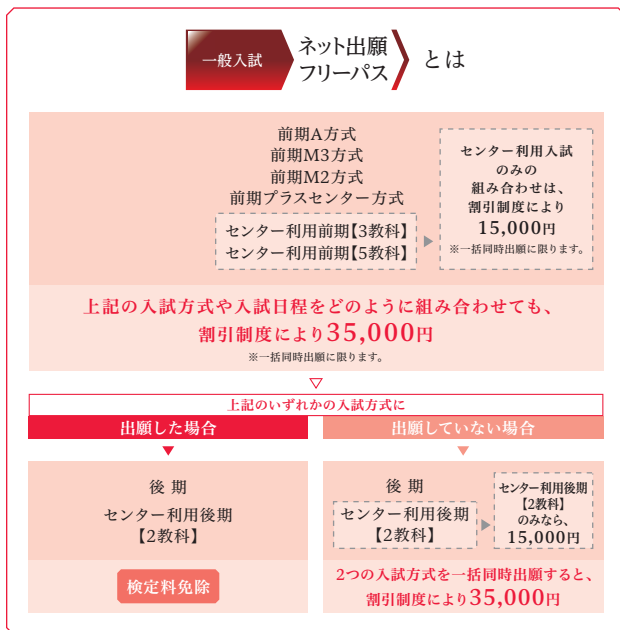 一般入試
ネット出願
フリーパス
とは
前期A方式
前期M3方式
前期M2方式
前期プラスセンター方式
センター利用前期【3教科】
センター利用前期【5教科】
センター利用入試
のみの
組み合わせは、
割引制度により
15,000円
※一括同時出願に限ります。
上記の入試方式や入試日程をどのように組み合わせても、
割引制度により35,000円
※一括同時出願に限ります。
上記のいずれかの入試方式に
出願した場合
後 期
センター利用後期
【2教科】
検定料免除
出願していない場合
後 期
センター利用後期
【2教科】
センター利用後期
【2教科】
のみなら、
15,000円
2つの入試方式を一括同時出願すると、
割引制度により35,000円